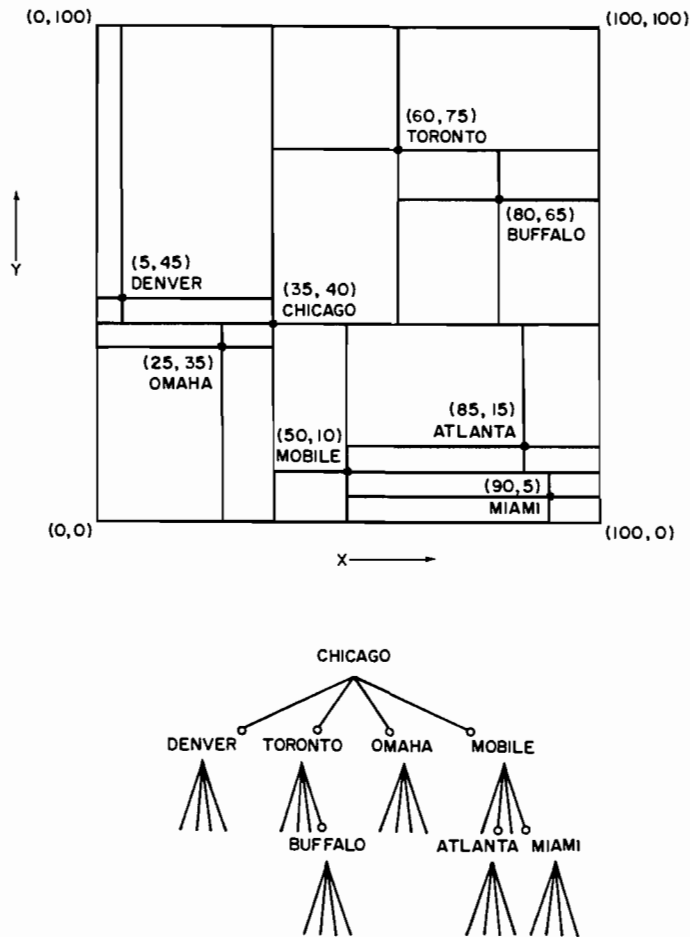 (0,100)
(100,100)
(60,75)
TORONTO
(80,65)
BUFFALO
Y
(5,45)
DENVER
(35,40)
CHICAGO
(25,35)
OMAHA
(85,15)
ATLANTA
(50,10)
MOBILE
(90,5)
MIAMI
(0,0)
(100,0)
X
CHICAGO
DENVER TORONTO OMAHA MOBILE
BUFFALO ATLANTA MIAMI